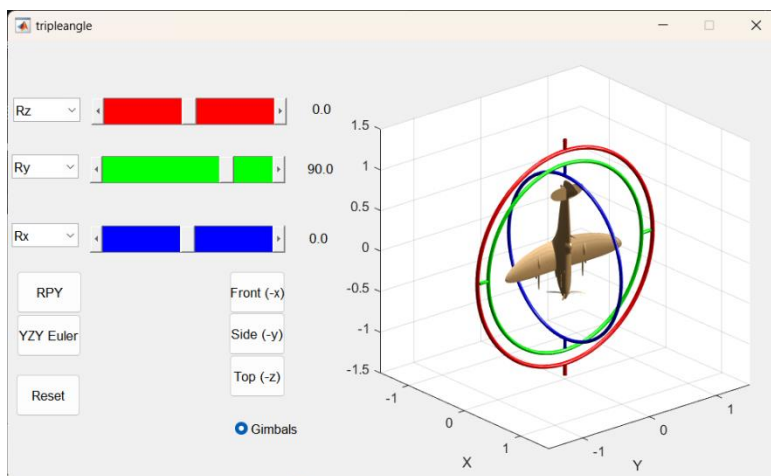 tripleangle
Rz
0.0
Ry
90.0
Rx
0.0
RPY
Front (-x)
YZY Euler
Side (-y)
Top (-z)
Reset
Gimbals
1.5
1
0.5
0
-0.5
-1
-1.5
-1
0
1
X
-1
0
1
Y